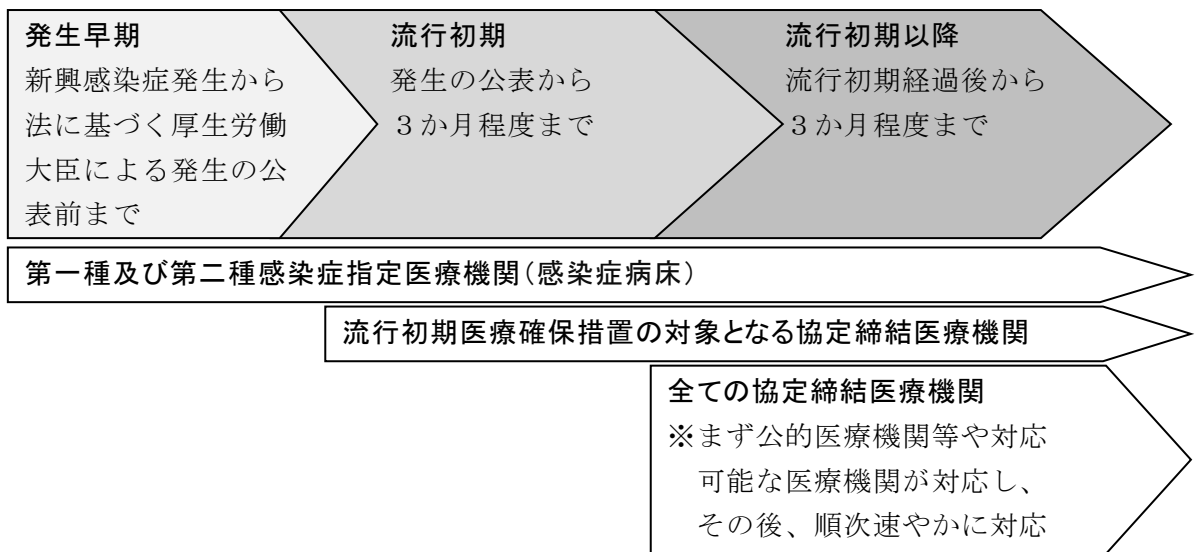 発生早期
新興感染症発生から
法に基づく厚生労働
大臣による発生の公
表前まで
流行初期
発生の公表から
３か月程度まで
流行初期以降
流行初期経過後から
３か月程度まで
第一種及び第二種感染症指定医療機関（感染症病床）
流行初期医療確保措置の対象となる協定締結医療機関
全ての協定締結医療機関
※まず公的医療機関等や対応
可能な医療機関が対応し、
その後、順次速やかに対応